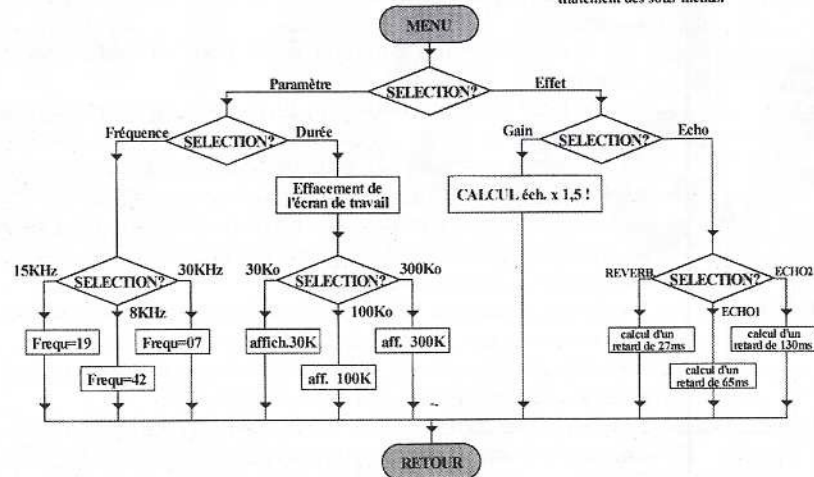 MENU
SELECTION?
Paramètre
Effet
SELECTION?
Fréquence
Durée
SELECTION?
Gain
Echo
Effacement de
l'écran de travail
CALCUL éch. x 1,5 !
SELECTION?
15KHz
30KHz
8KHz
SELECTION?
30Ko
300Ko
100Ko
SELECTION?
REVERB
ECHO2
ECHO1
Frequ=19
Frequ=42
Frequ=07
affich.30K
aff. 100K
aff. 300K
calcul d'un
retard de 27ms
calcul d'un
retard de 65ms
calcul d'un
retard de 130ms
RETOUR